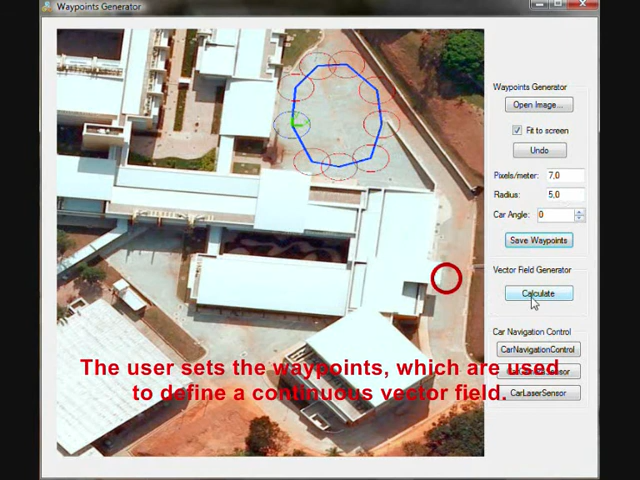 Waypoints Generator
Waypoints Generator
Open Image...
Fit to screen
Undo
Pixels/meter: 7,0
Radius: 5,0
Car Angle: 0
Save Waypoints
Vector Field Generator
Calculate
Car Navigation Control
CarNavigationControl
CarLaserSensor
The user sets the waypoints, which are used
to define a continuous vector field.